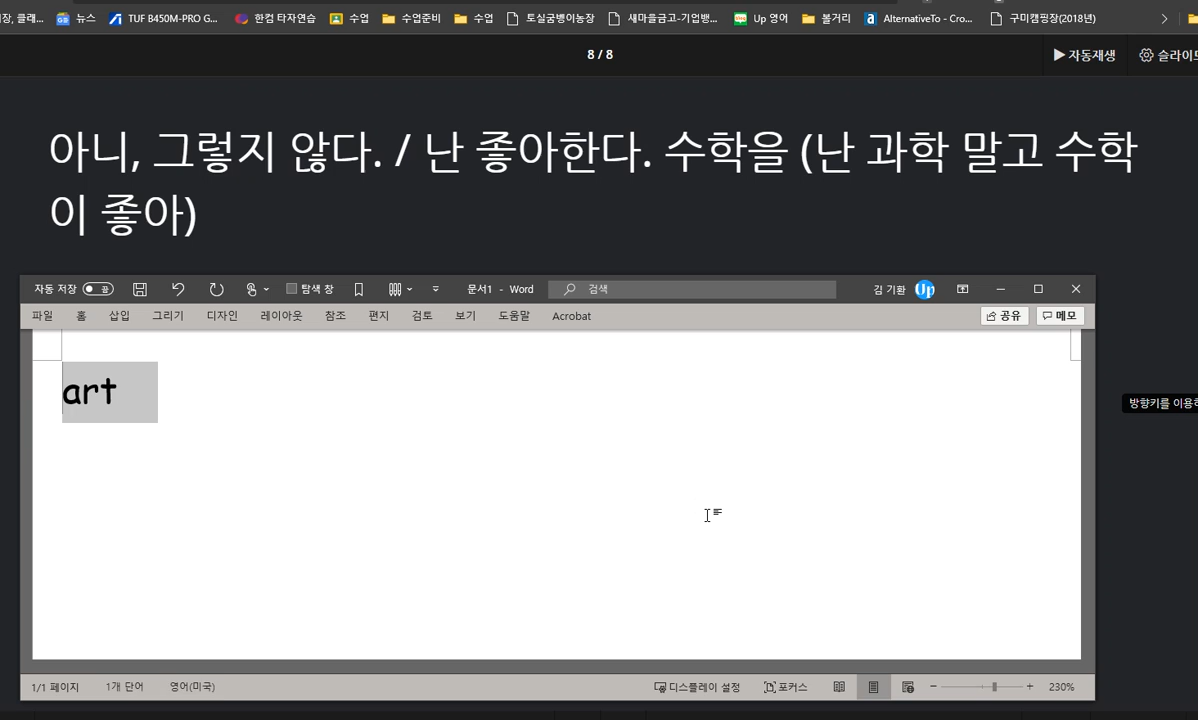 장, 클래... 뉴스 TUF B450M-PRO G... 한컴 타자연습 수업 수업준비 수업 토실굼벵이농장 새마을금고-기업뱅... Up 영어 볼거리 AlternativeTo - Cro... 구미캠핑장(2018년)
8 / 8 ▶ 자동재생 슬라이드
아니, 그렇지 않다. / 난 좋아한다. 수학을 (난 과학 말고 수학
이 좋아)
자동 저장 끔 탐색 창 문서1 - Word 검색 김 기환 Up
파일 홈 삽입 그리기 디자인 레이아웃 참조 편지 검토 보기 도움말 Acrobat 공유 메모
art
방향키를 이용하
1/1 페이지 1개 단어 영어(미국) 디스플레이 설정 포커스 230%